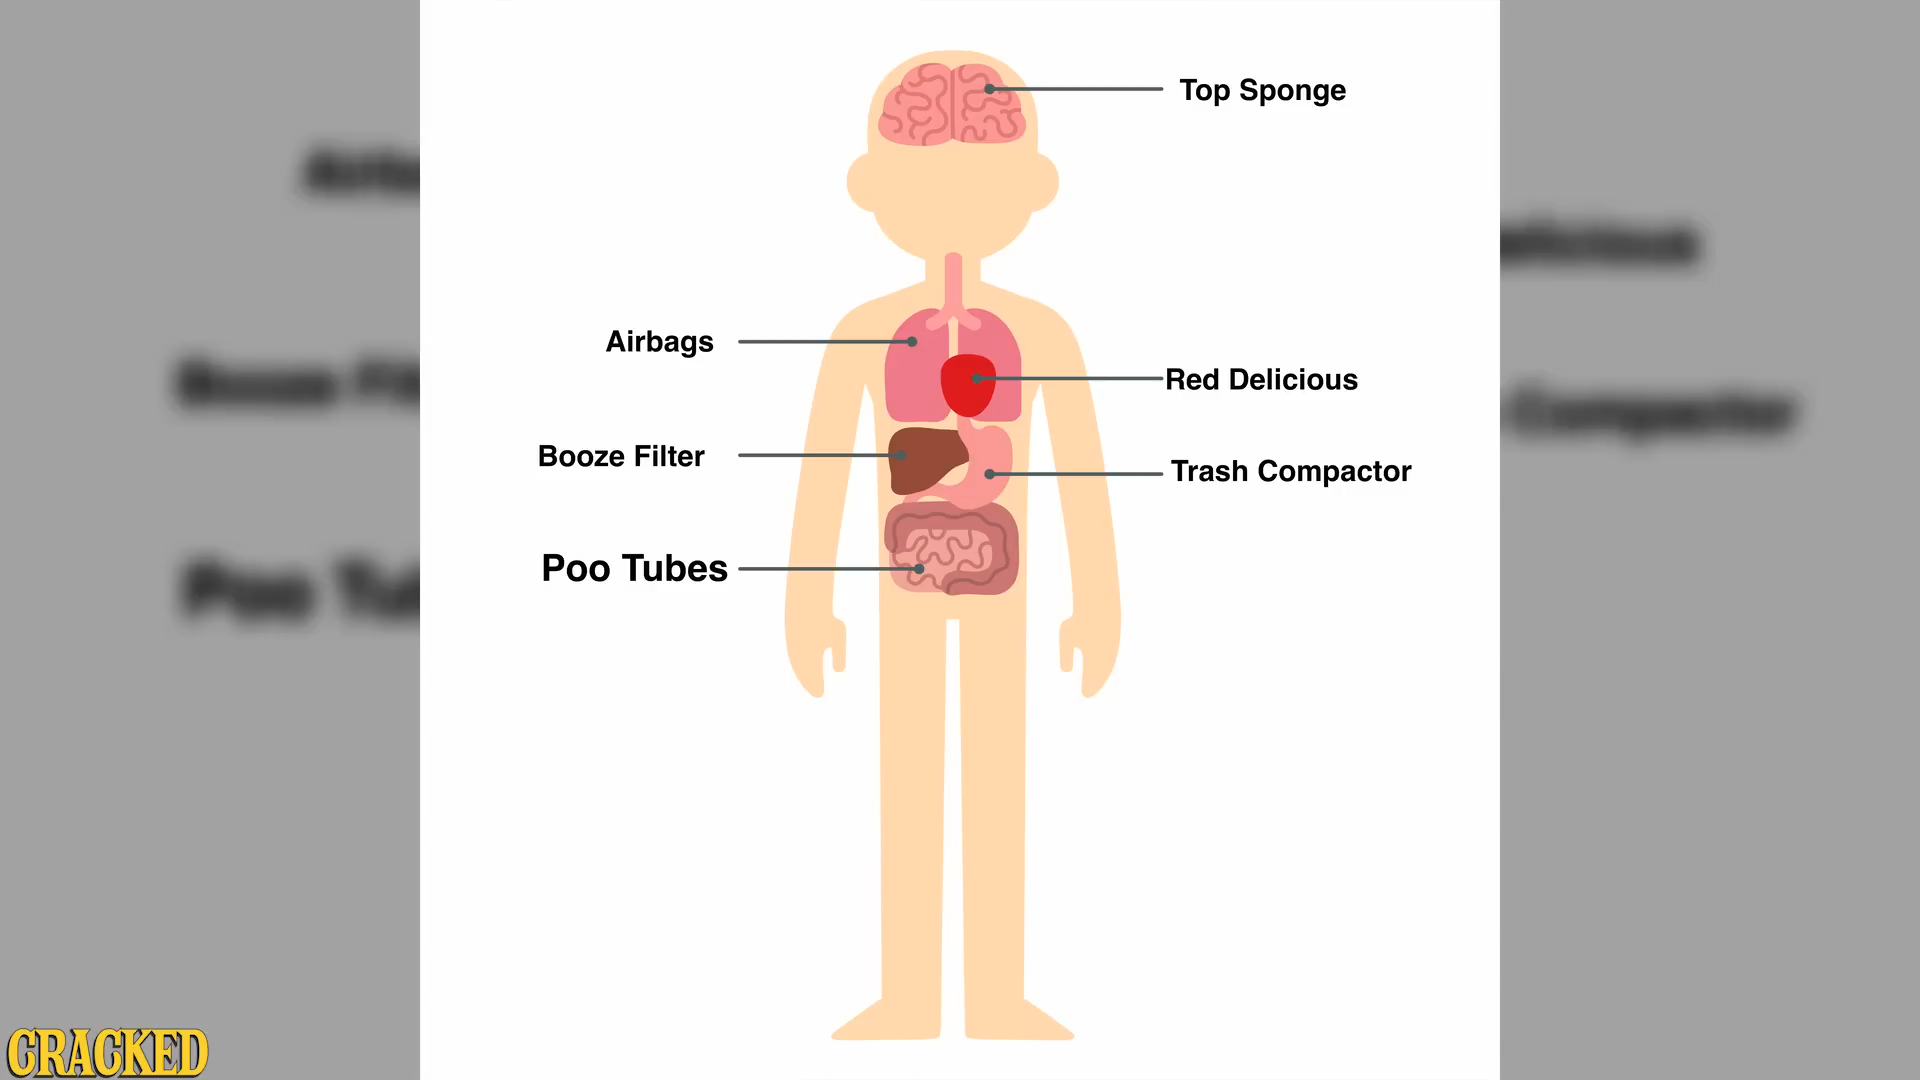 Top Sponge
Airbags
Red Delicious
Booze Filter
Trash Compactor
Poo Tubes
CRACKED